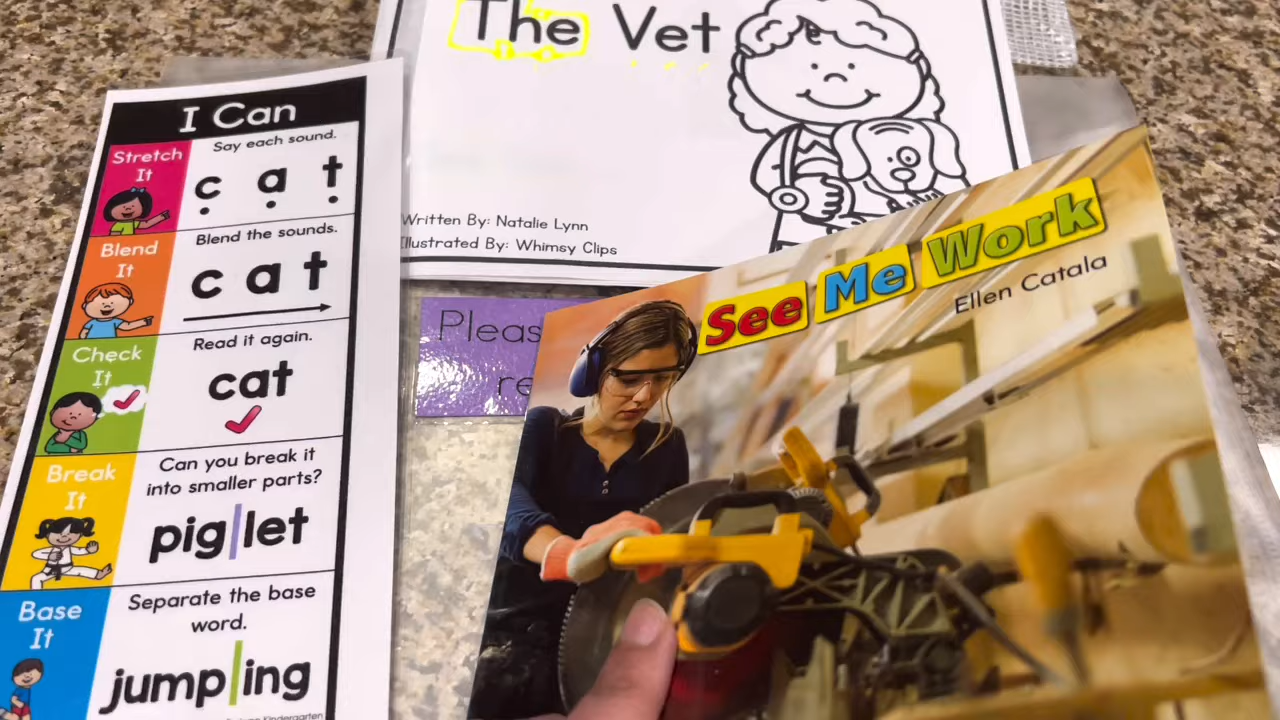 The Vet
Written By: Natalie Lynn
Illustrated By: Whimsy Clips
I Can
Stretch
It
Say each sound.
c a t
Blend
It
Blend the sounds.
c a t
Check
It
Read it again.
cat
Break
It
Can you break it
into smaller parts?
pig|let
Base
It
Separate the base
word.
jump|ing
Kindergarten
See Me Work
Ellen Catala